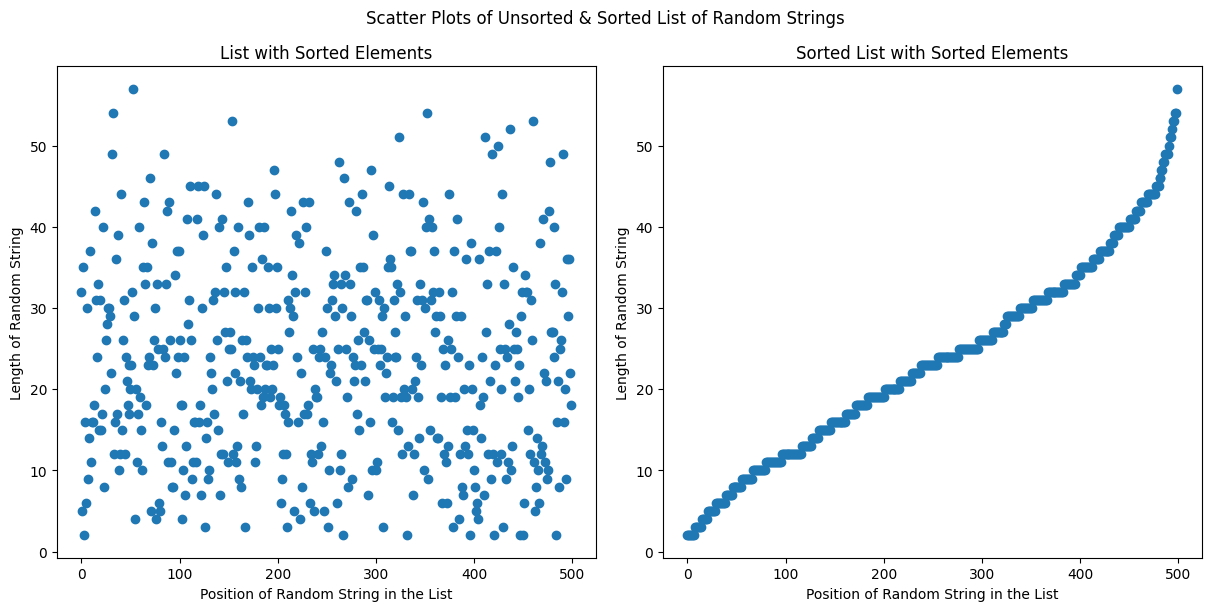 Scatter Plots of Unsorted & Sorted List of Random Strings
List with Sorted Elements
Length of Random String
50
40
30
20
10
0
0 100 200 300 400 500
Position of Random String in the List
Sorted List with Sorted Elements
Length of Random String
50
40
30
20
10
0
0 100 200 300 400 500
Position of Random String in the List